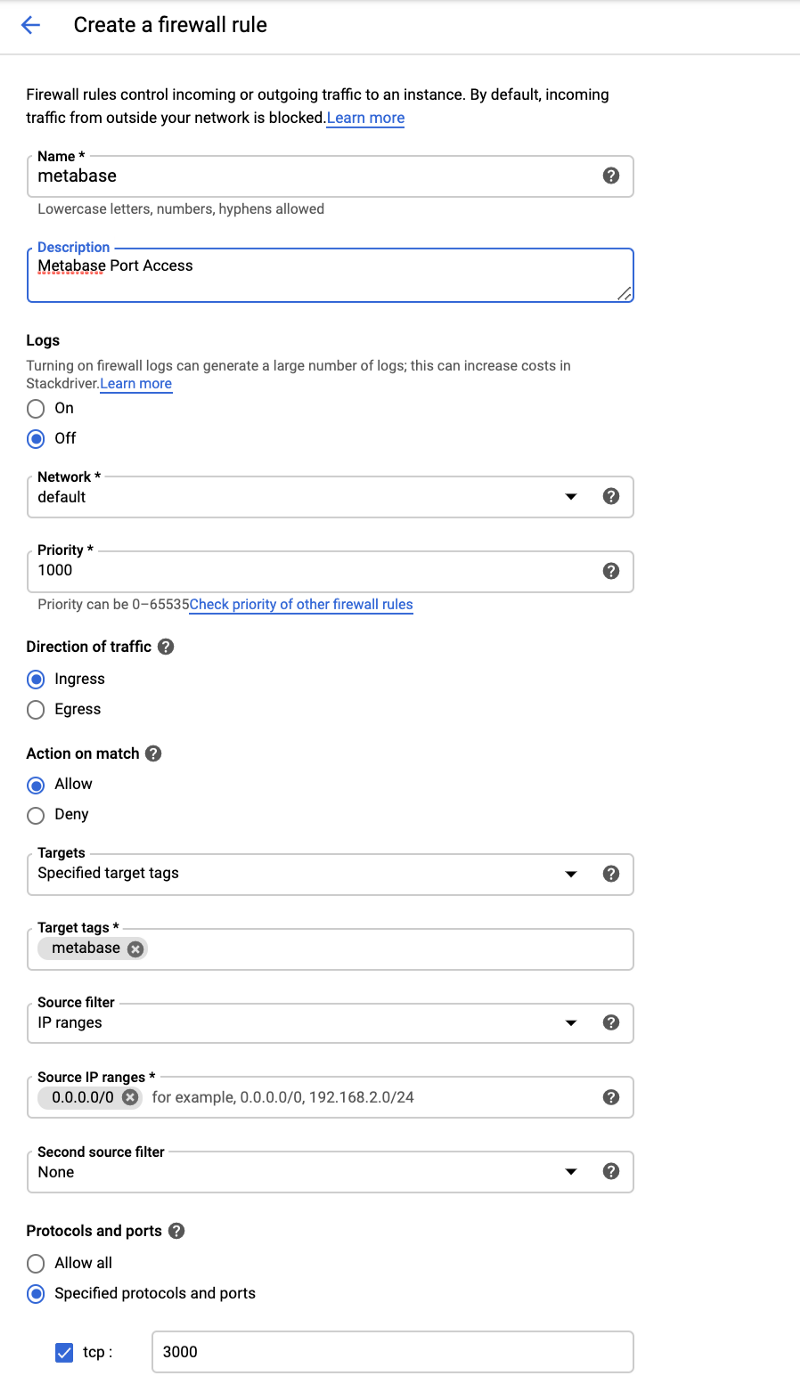 Create a firewall rule
Firewall rules control incoming or outgoing traffic to an instance. By default, incoming
traffic from outside your network is blocked.Learn more
Name *
metabase
Lowercase letters, numbers, hyphens allowed
Description
Metabase Port Access
Logs
Turning on firewall logs can generate a large number of logs; this can increase costs in
Stackdriver.Learn more
On
Off
Network *
default
Priority *
1000
Priority can be 0–65535Check priority of other firewall rules
Direction of traffic
Ingress
Egress
Action on match
Allow
Deny
Targets
Specified target tags
Target tags *
metabase
Source filter
IP ranges
Source IP ranges *
0.0.0.0/0 for example, 0.0.0.0/0, 192.168.2.0/24
Second source filter
None
Protocols and ports
Allow all
Specified protocols and ports
tcp : 3000